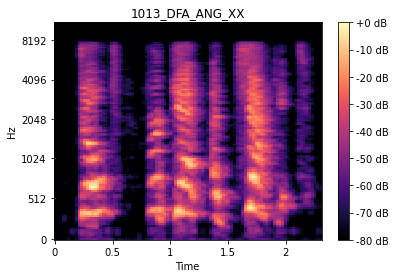 1013_DFA_ANG_XX
8192
4096
2048
1024
512
0
Hz
0
0.5
1
1.5
2
Time
+0 dB
-10 dB
-20 dB
-30 dB
-40 dB
-50 dB
-60 dB
-70 dB
-80 dB